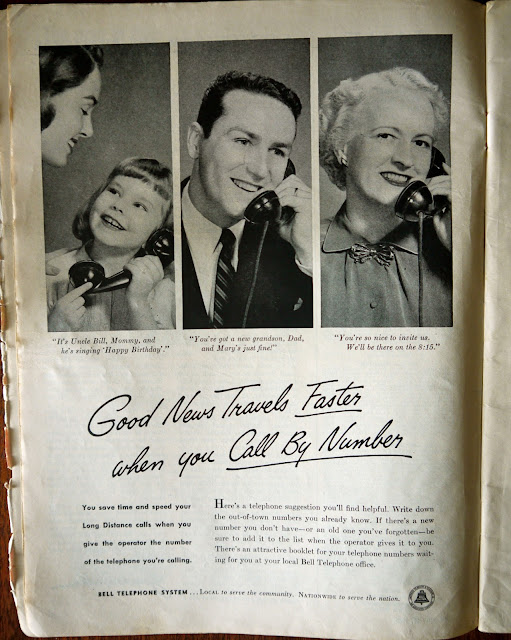 "It's Uncle Bill, Mommy, and
he's singing 'Happy Birthday'."
"You've got a new grandson, Dad,
and Mary's just fine!"
"You're so nice to invite us.
We'll be there on the 8:15."
Good News Travels Faster
when you Call By Number
You save time and speed your
Long Distance calls when you
give the operator the number
of the telephone you're calling.
Here's a telephone suggestion you'll find helpful. Write down
the out-of-town numbers you already know. If there's a new
number you don't have—or an old one you've forgotten—be
sure to add it to the list when the operator gives it to you.
There's an attractive booklet for your telephone numbers wait-
ing for you at your local Bell Telephone office.
BELL TELEPHONE SYSTEM . . . LOCAL to serve the community. NATIONWIDE to serve the nation.